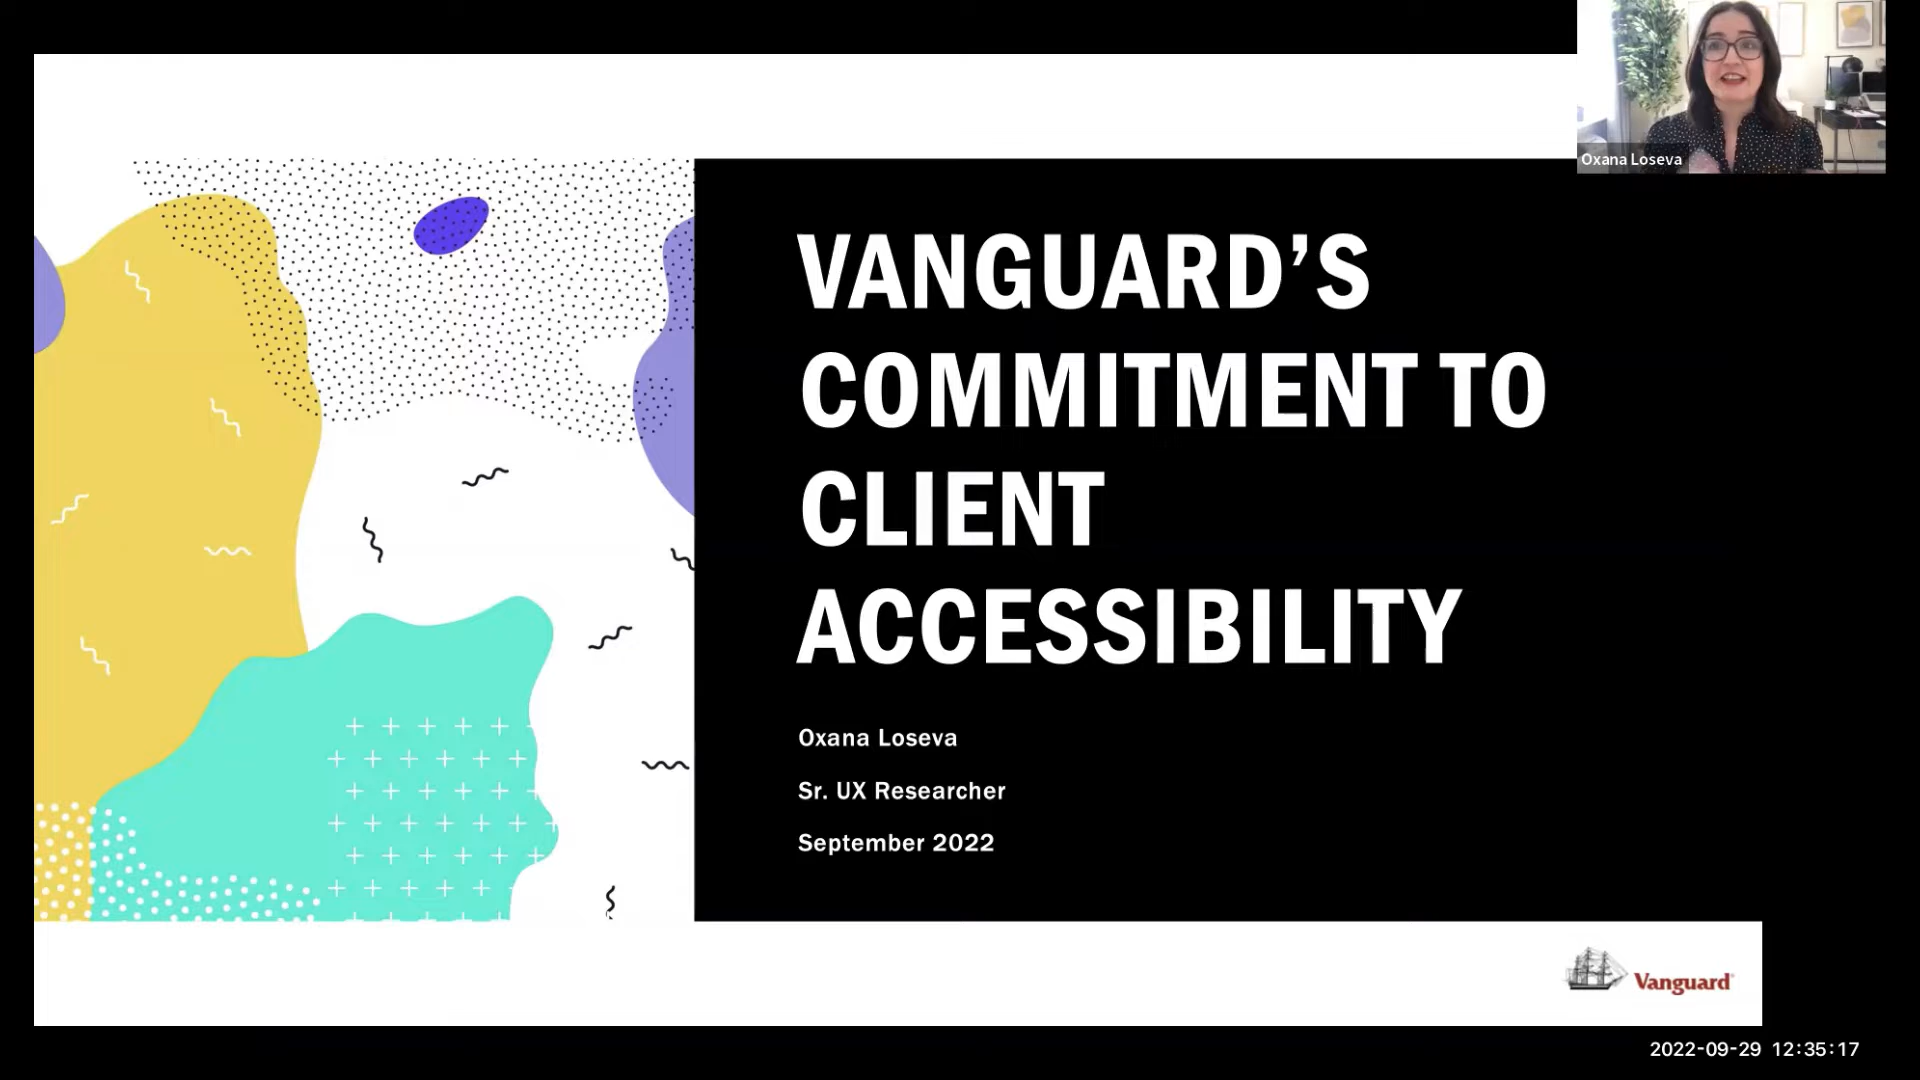 Oxana Loseva
VANGUARD’S
COMMITMENT TO
CLIENT
ACCESSIBILITY
Oxana Loseva
Sr. UX Researcher
September 2022
Vanguard
2022-09-29 12:35:17